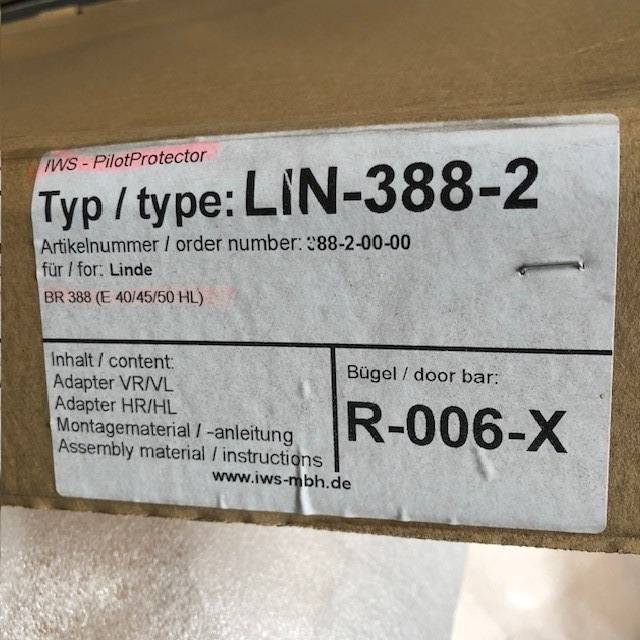 IWS - PilotProtector
Typ / type: LIN-388-2
Artikelnummer / order number: 388-2-00-00
für / for: Linde
BR 388 (E 40/45/50 HL)
Inhalt / content:
Adapter VR/VL
Adapter HR/HL
Montagematerial / -anleitung
Assembly material / instructions
Bügel / door bar:
R-006-X
www.iws-mbh.de